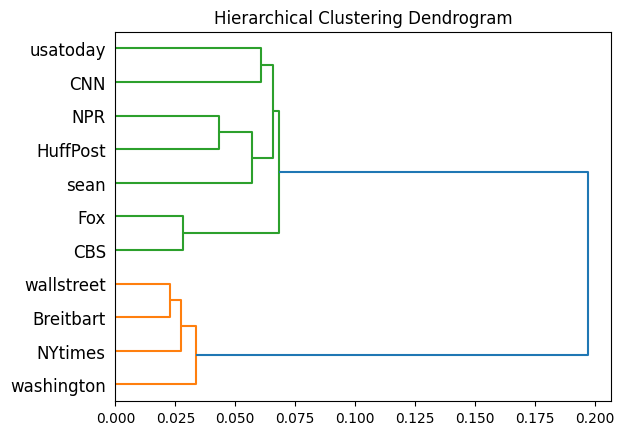 Hierarchical Clustering Dendrogram
usatoday
CNN
NPR
HuffPost
sean
Fox
CBS
wallstreet
Breitbart
NYtimes
washington
0.000 0.025 0.050 0.075 0.100 0.125 0.150 0.175 0.200